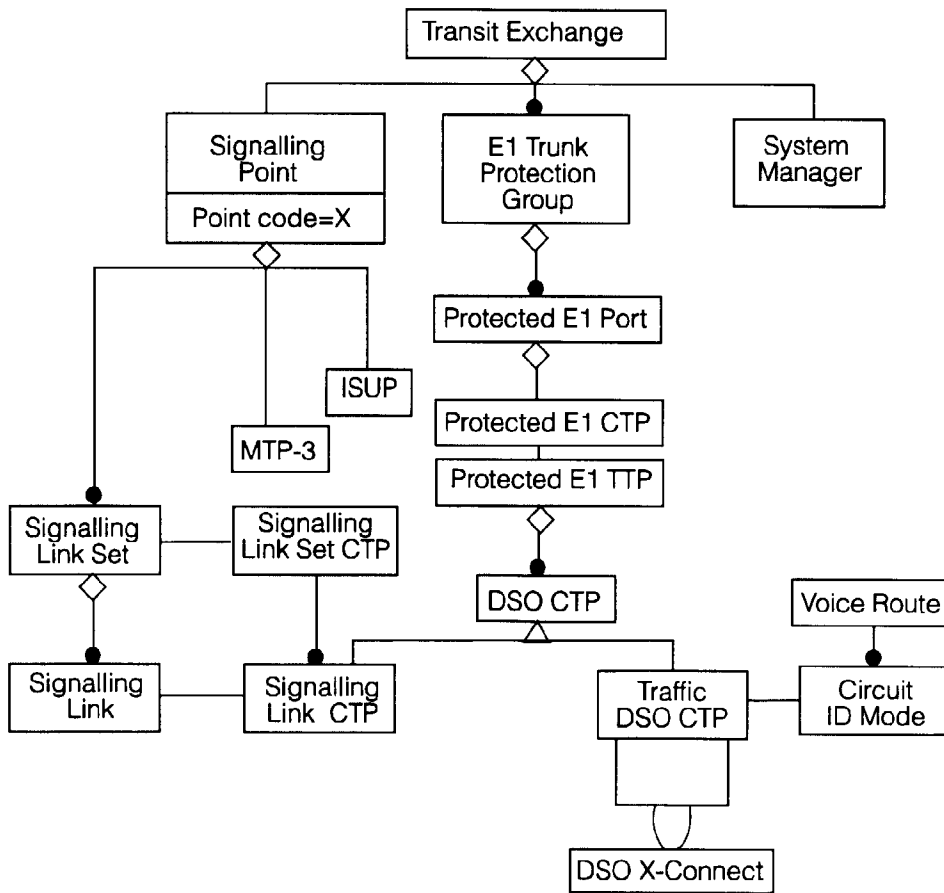 Transit Exchange
Signalling
Point
Point code=X
E1 Trunk
Protection
Group
System
Manager
Protected E1 Port
ISUP
MTP-3
Protected E1 CTP
Protected E1 TTP
Signalling
Link Set
Signalling
Link Set CTP
DSO CTP
Voice Route
Signalling
Link
Signalling
Link CTP
Traffic
DSO CTP
Circuit
ID Mode
DSO X-Connect